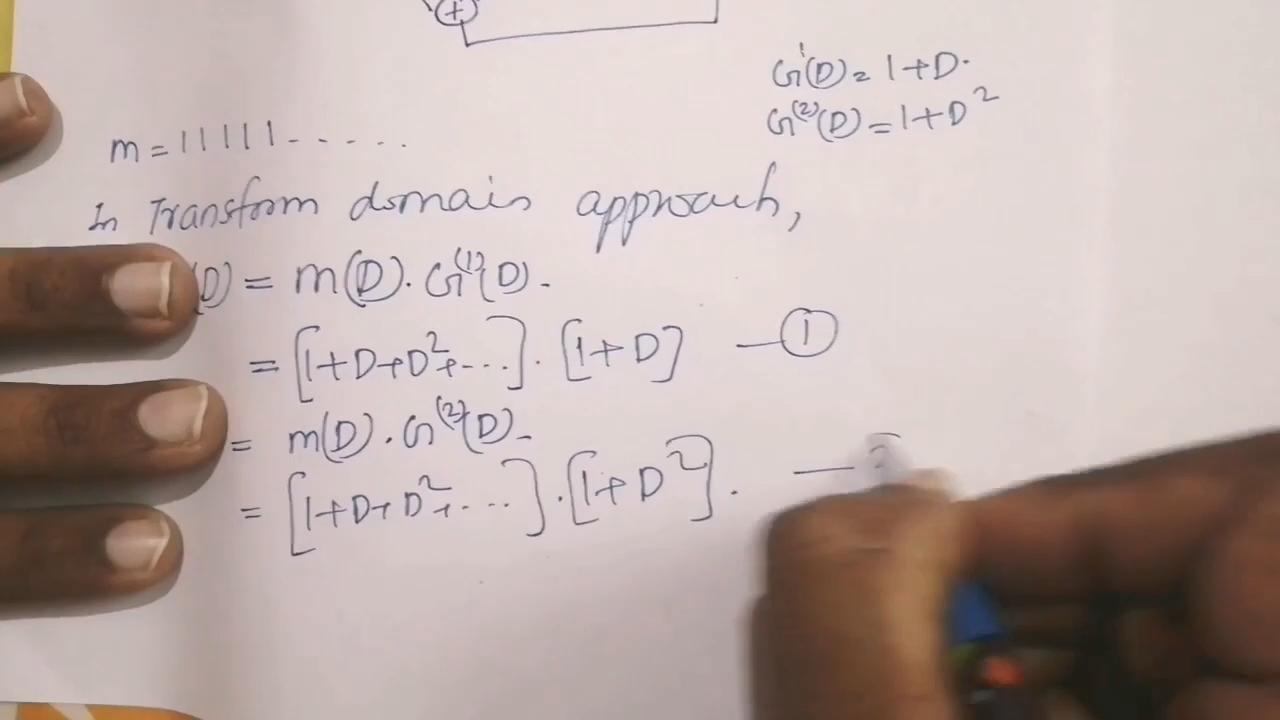 G¹(D) = 1+D.
G⁽²⁾(D) = 1+D²
m = 11111- - - - - .
In Transform domain approach,
(D) = m(D). G⁽¹⁾(D).
= [1+D+D²+...] . [1+D] — ①
= m(D) . G⁽²⁾(D).
= [1+D+D²+...] . [1+D²]. —